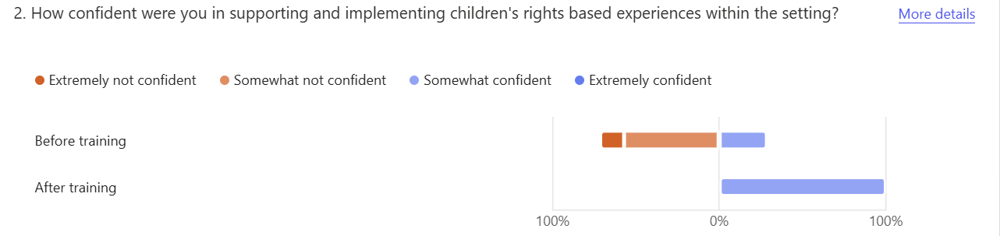 2. How confident were you in supporting and implementing children's rights based experiences within the setting? More details
Extremely not confident Somewhat not confident Somewhat confident Extremely confident
Before training
After training
100% 0% 100%